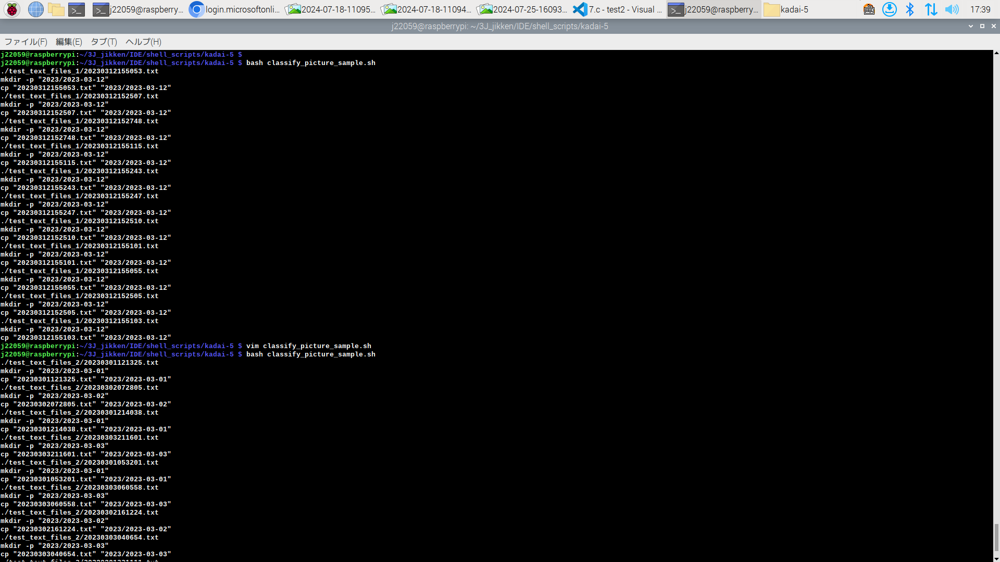 j22059@raspberry... login.microsoftonli... 2024-07-18-11095... 2024-07-18-11094... 2024-07-25-16093... 7.c - test2 - Visual ... j22059@raspberry... kadai-5 17:39
j22059@raspberrypi: ~/3J_jikken/IDE/shell_scripts/kadai-5
ファイル(F) 編集(E) タブ(T) ヘルプ(H)
j22059@raspberrypi:~/3J_jikken/IDE/shell_scripts/kadai-5 $
j22059@raspberrypi:~/3J_jikken/IDE/shell_scripts/kadai-5 $ bash classify_picture_sample.sh
./test_text_files_1/20230312155053.txt
mkdir -p "2023/2023-03-12"
cp "20230312155053.txt" "2023/2023-03-12"
./test_text_files_1/20230312152507.txt
mkdir -p "2023/2023-03-12"
cp "20230312152507.txt" "2023/2023-03-12"
./test_text_files_1/20230312152748.txt
mkdir -p "2023/2023-03-12"
cp "20230312152748.txt" "2023/2023-03-12"
./test_text_files_1/20230312155115.txt
mkdir -p "2023/2023-03-12"
cp "20230312155115.txt" "2023/2023-03-12"
./test_text_files_1/20230312155243.txt
mkdir -p "2023/2023-03-12"
cp "20230312155243.txt" "2023/2023-03-12"
./test_text_files_1/20230312155247.txt
mkdir -p "2023/2023-03-12"
cp "20230312155247.txt" "2023/2023-03-12"
./test_text_files_1/20230312152510.txt
mkdir -p "2023/2023-03-12"
cp "20230312152510.txt" "2023/2023-03-12"
./test_text_files_1/20230312155101.txt
mkdir -p "2023/2023-03-12"
cp "20230312155101.txt" "2023/2023-03-12"
./test_text_files_1/20230312155055.txt
mkdir -p "2023/2023-03-12"
cp "20230312155055.txt" "2023/2023-03-12"
./test_text_files_1/20230312152505.txt
mkdir -p "2023/2023-03-12"
cp "20230312152505.txt" "2023/2023-03-12"
./test_text_files_1/20230312155103.txt
mkdir -p "2023/2023-03-12"
cp "20230312155103.txt" "2023/2023-03-12"
j22059@raspberrypi:~/3J_jikken/IDE/shell_scripts/kadai-5 $ vim classify_picture_sample.sh
j22059@raspberrypi:~/3J_jikken/IDE/shell_scripts/kadai-5 $ bash classify_picture_sample.sh
./test_text_files_2/20230301121325.txt
mkdir -p "2023/2023-03-01"
cp "20230301121325.txt" "2023/2023-03-01"
./test_text_files_2/20230302072805.txt
mkdir -p "2023/2023-03-02"
cp "20230302072805.txt" "2023/2023-03-02"
./test_text_files_2/20230301214038.txt
mkdir -p "2023/2023-03-01"
cp "20230301214038.txt" "2023/2023-03-01"
./test_text_files_2/20230303211601.txt
mkdir -p "2023/2023-03-03"
cp "20230303211601.txt" "2023/2023-03-03"
./test_text_files_2/20230301053201.txt
mkdir -p "2023/2023-03-01"
cp "20230301053201.txt" "2023/2023-03-01"
./test_text_files_2/20230303060558.txt
mkdir -p "2023/2023-03-03"
cp "20230303060558.txt" "2023/2023-03-03"
./test_text_files_2/20230302161224.txt
mkdir -p "2023/2023-03-02"
cp "20230302161224.txt" "2023/2023-03-02"
./test_text_files_2/20230303040654.txt
mkdir -p "2023/2023-03-03"
cp "20230303040654.txt" "2023/2023-03-03"